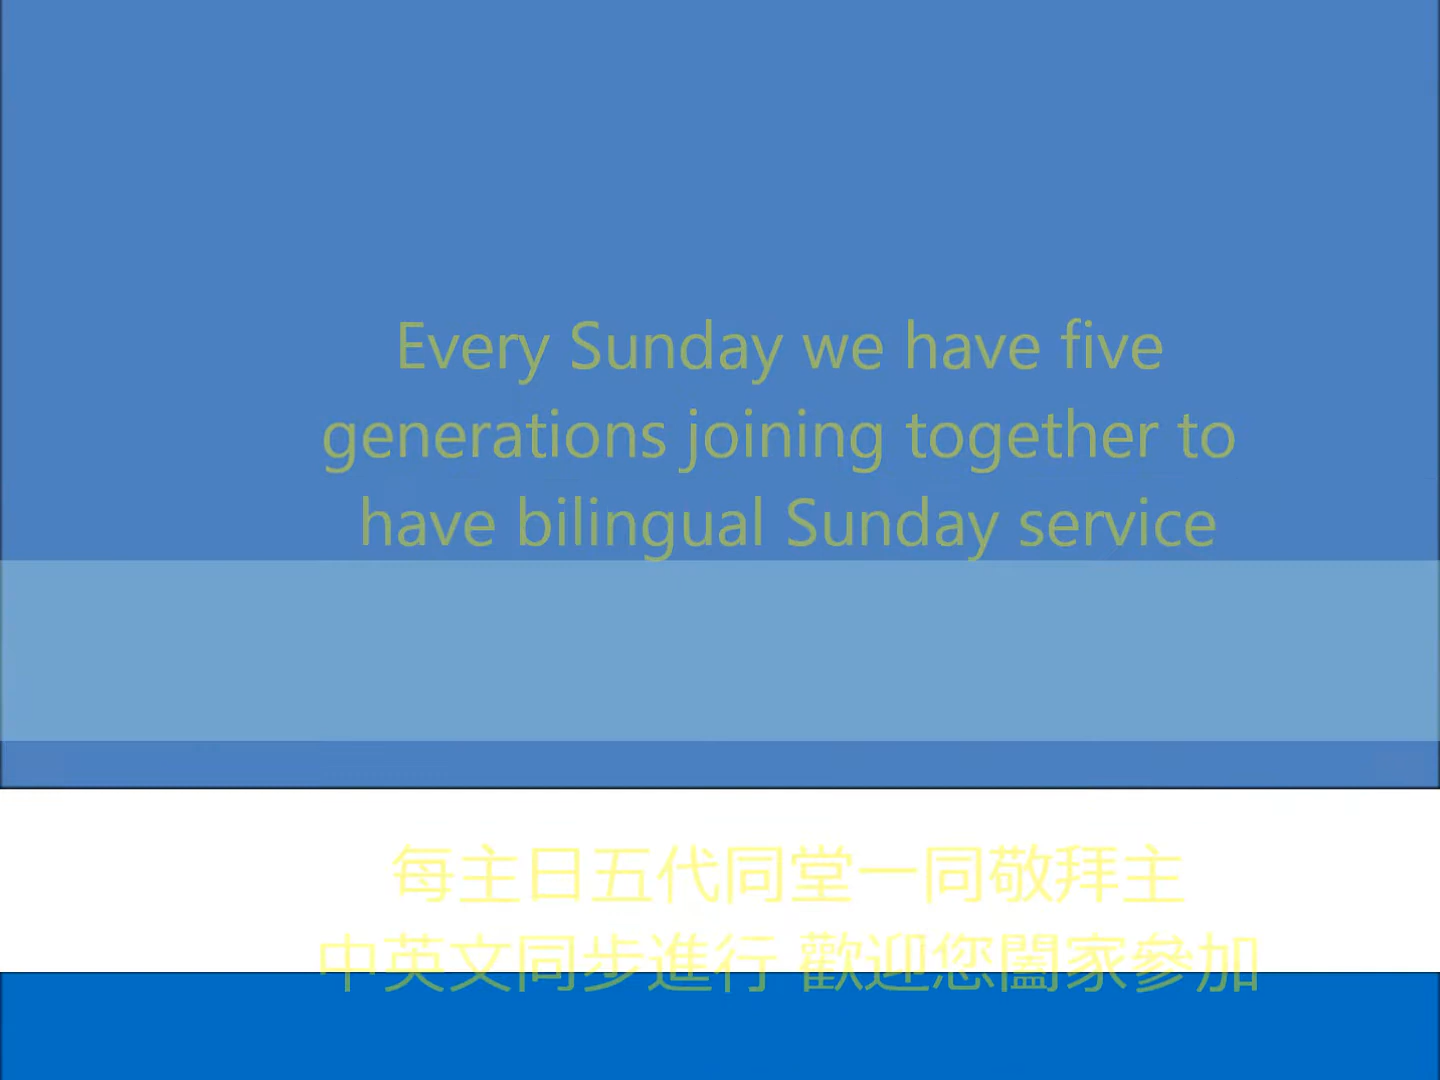 Every Sunday we have five
generations joining together to
have bilingual Sunday service
每主日五代同堂一同敬拜主
中英文同步進行 歡迎您闔家參加